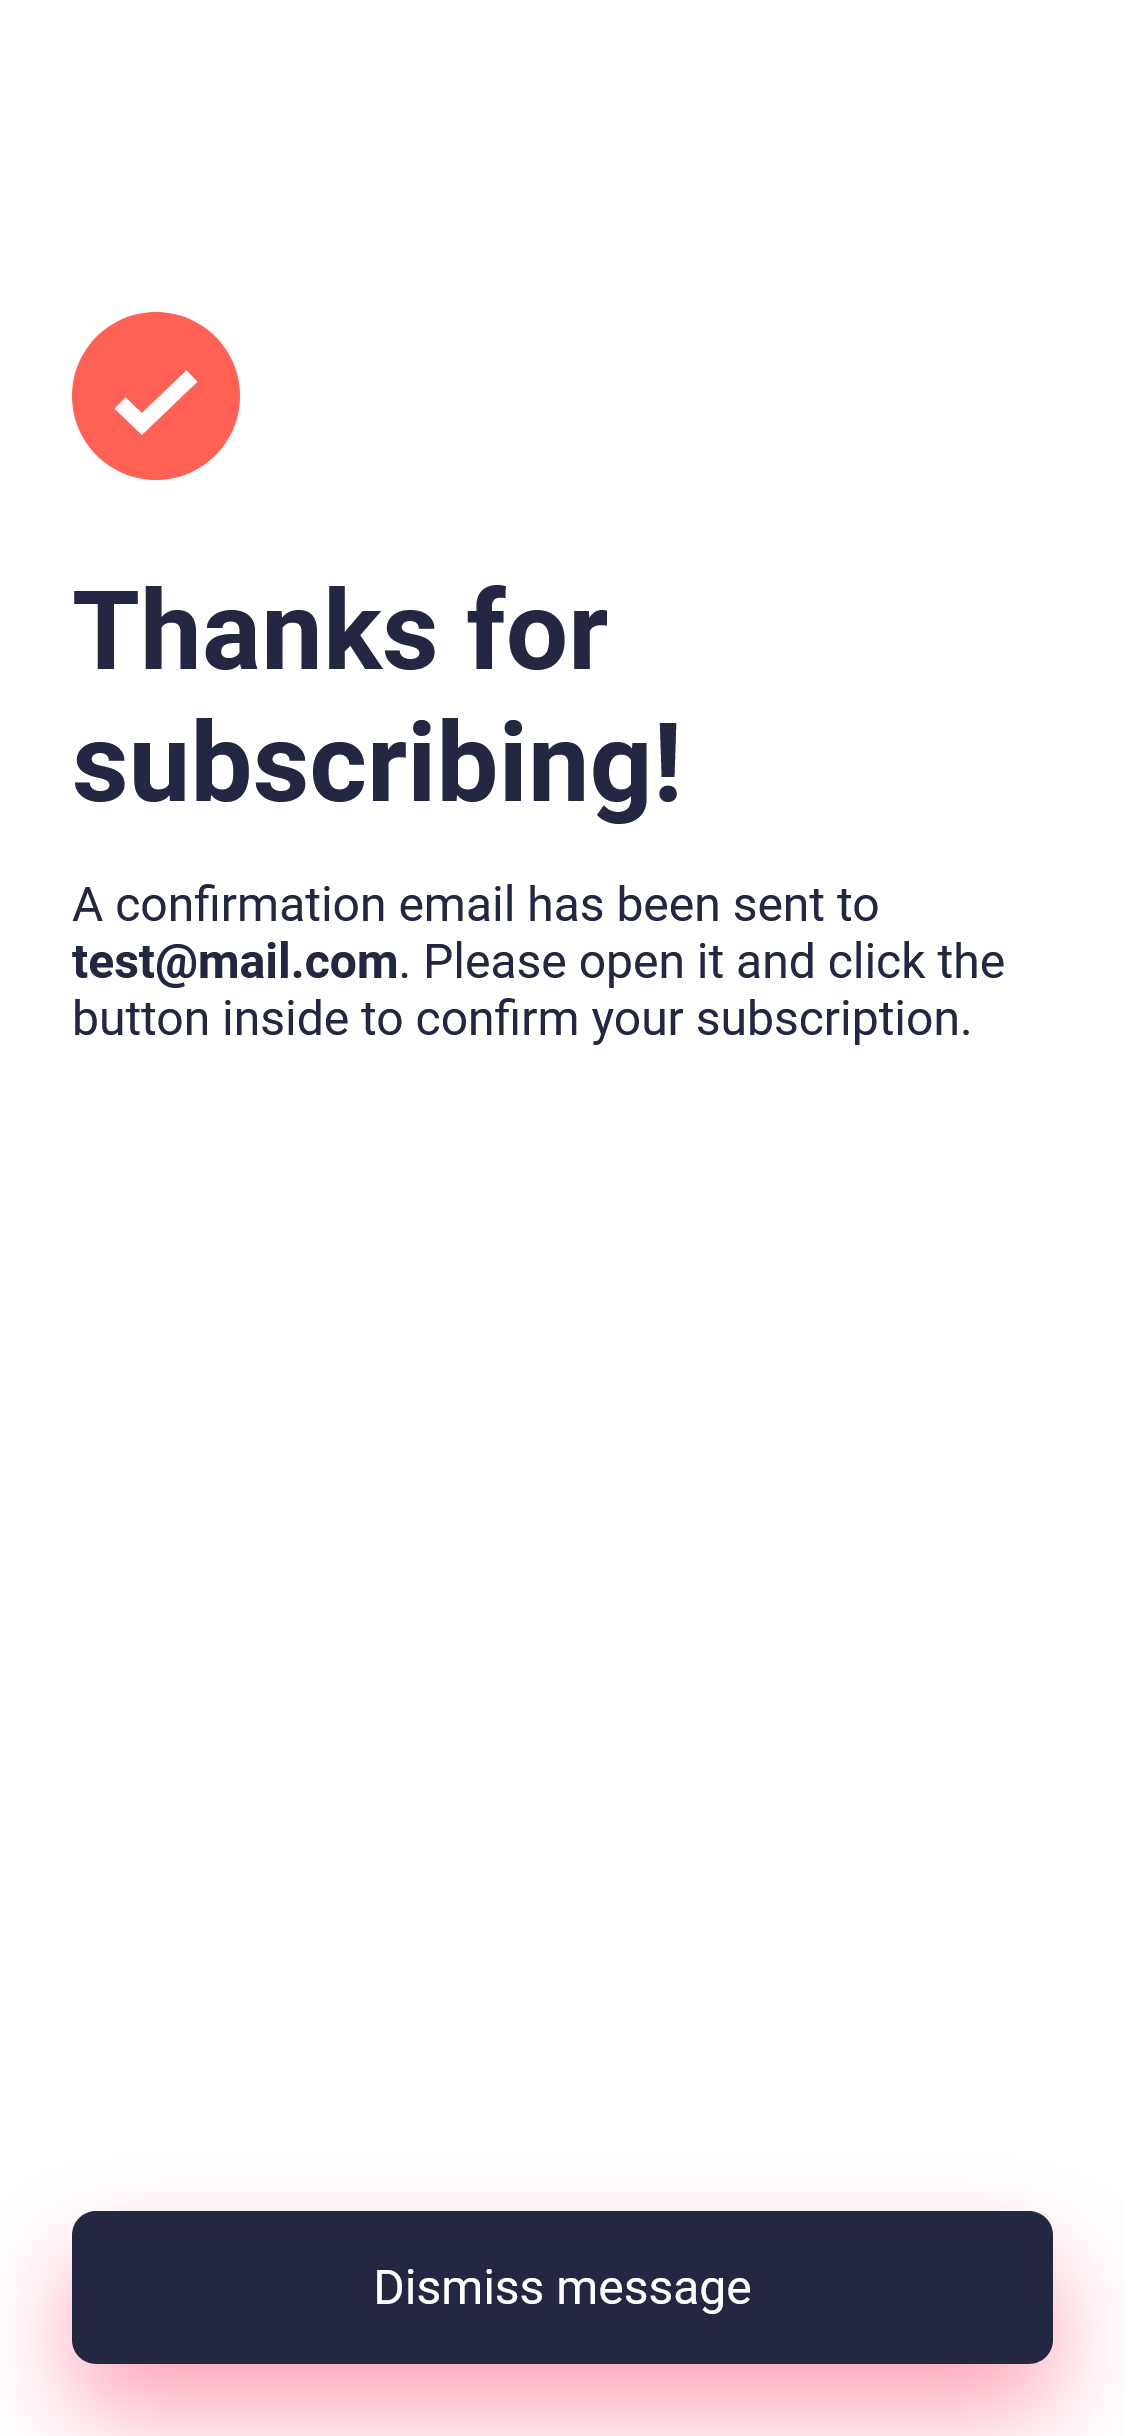 Thanks for
subscribing!
A confirmation email has been sent to
test@mail.com. Please open it and click the
button inside to confirm your subscription.
Dismiss message